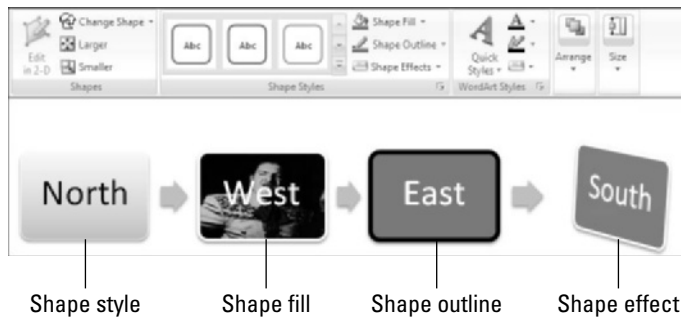 Edit
in 2-D
Change Shape
Larger
Smaller
Shapes
Abc
Abc
Abc
Shape Fill
Shape Outline
Shape Effects
Shape Styles
A
Quick
Styles
A
WordArt Styles
Arrange
Size
North
West
East
South
Shape style
Shape fill
Shape outline
Shape effect